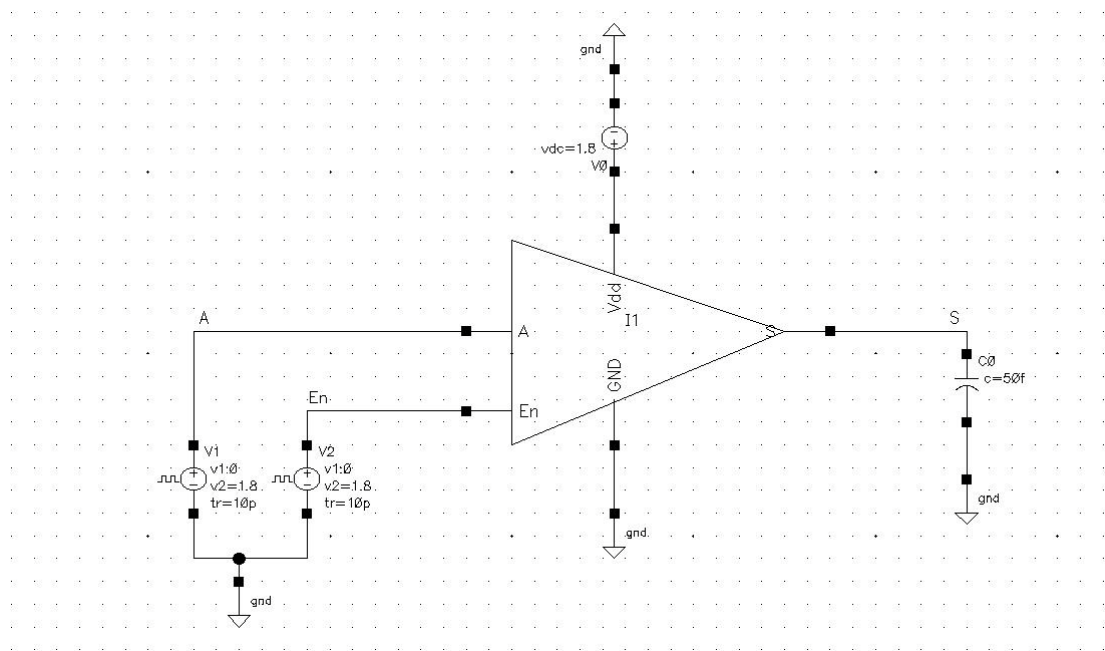 gnd
vdc=1.8
V0
Vdd
I1
A
A
S
S
C0
c=50f
GND
En
En
V1
v1:0
v2=1.8
tr=10p
V2
v1:0
v2=1.8
tr=10p
gnd
gnd
gnd